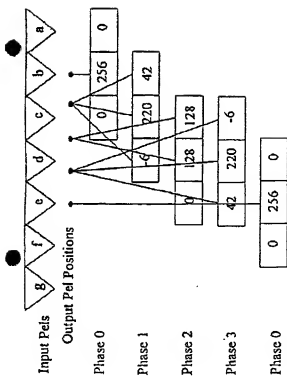 Input Pels g f e d c b a
Output Pel Positions
Phase 0 0 256 0
Phase 1 -6 220 42
Phase 2 0 128 128
Phase 3 42 220 -6
Phase 0 0 256 0